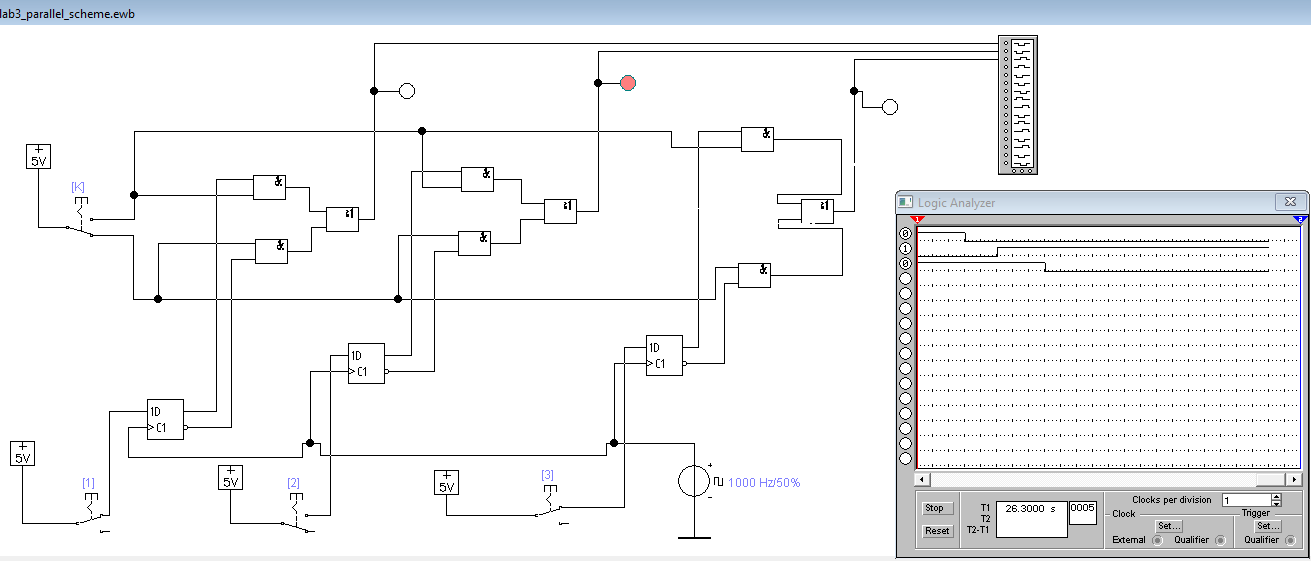 lab3_parallel_scheme.ewb
+
5V
[K]
&
&
1
&
&
1
&
&
1
1D
C1
1D
C1
1D
C1
+
5V
[1]
+
5V
[2]
+
5V
[3]
+
-
1000 Hz/50%
Logic Analyzer
1
2
0
1
0
Stop
Reset
T1
T2
T2-T1
26.3000 s
0005
Clocks per division
1
Clock
Set...
External
Qualifier
Trigger
Set...
Qualifier